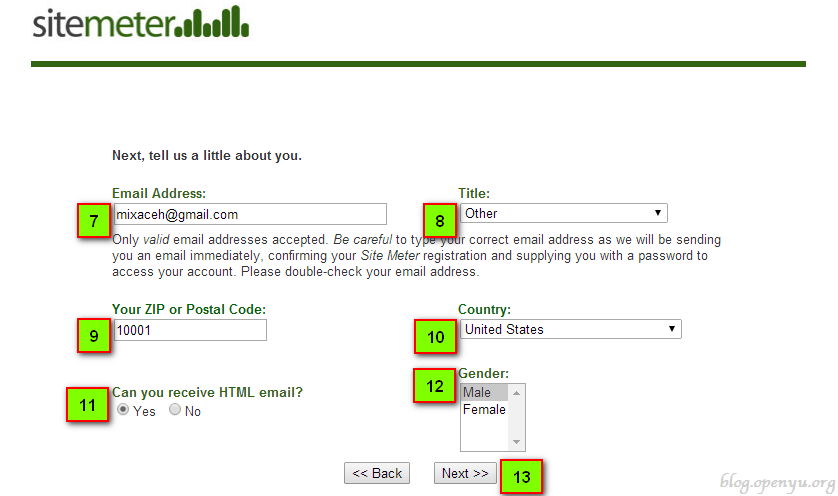 sitemeter
Next, tell us a little about you.
Email Address: Title:
7 mixaceh@gmail.com 8 Other
Only valid email addresses accepted. Be careful to type your correct email address as we will be sending
you an email immediately, confirming your Site Meter registration and supplying you with a password to
access your account. Please double-check your email address.
Your ZIP or Postal Code: Country:
9 10001 10 United States
Gender:
Can you receive HTML email? 12 Male
11 Yes No Female
<< Back Next >> 13
blog.openyu.org